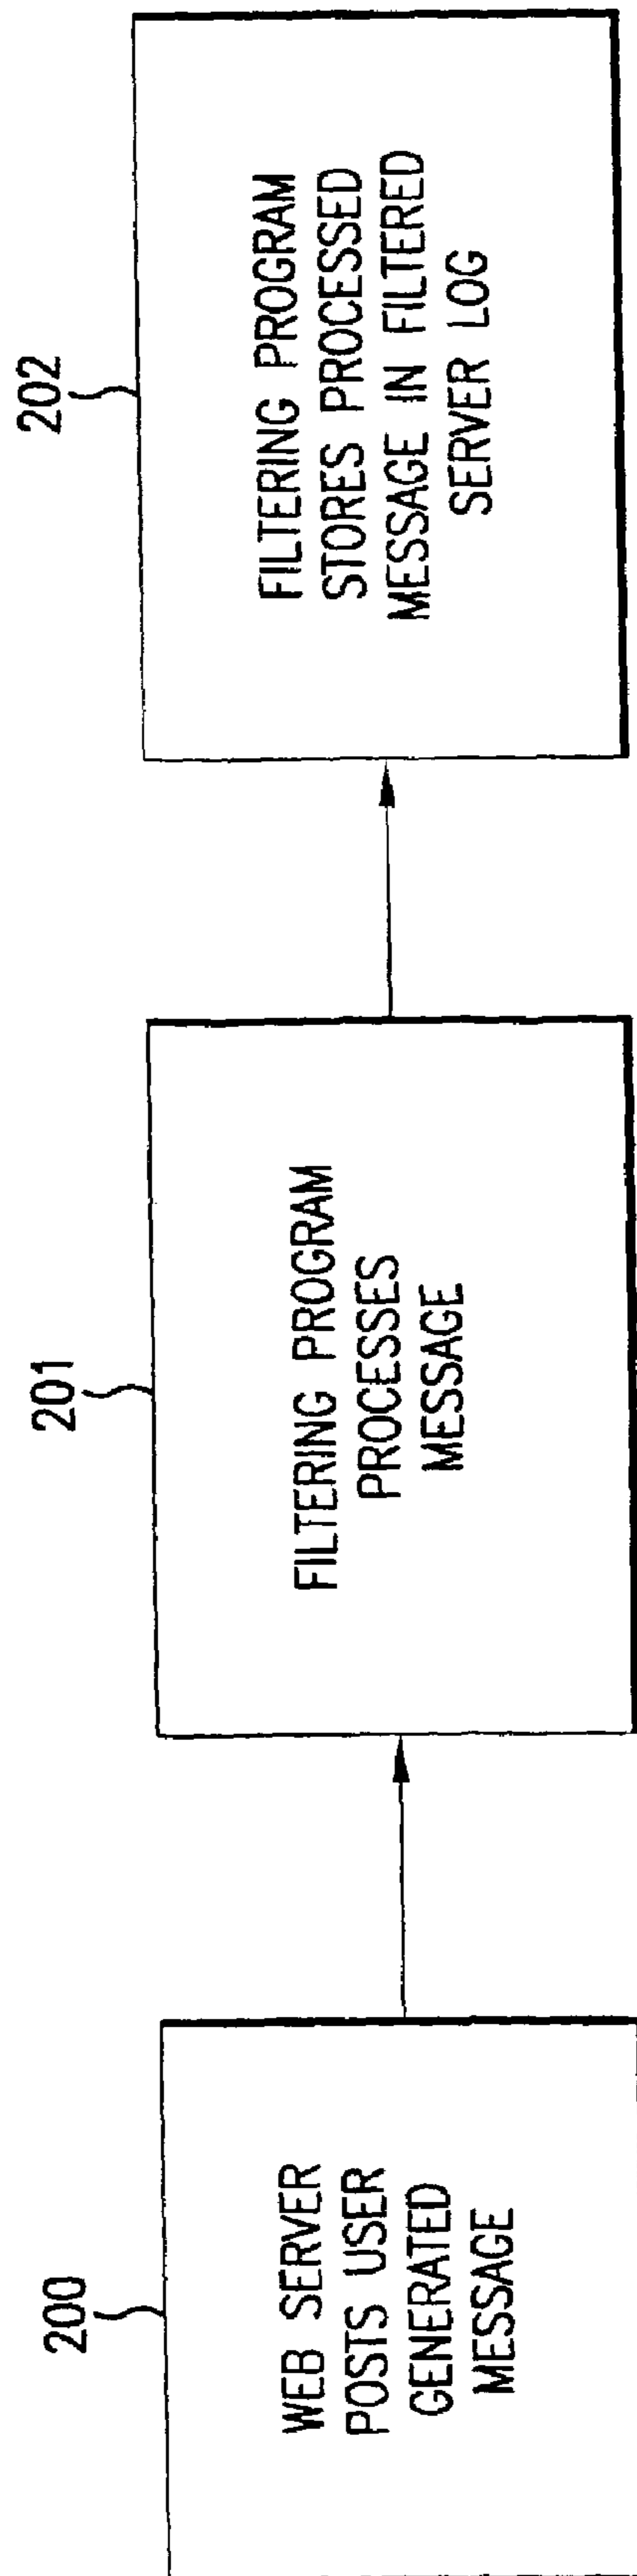 200
WEB SERVER
POSTS USER
GENERATED
MESSAGE
201
FILTERING PROGRAM
PROCESSES
MESSAGE
202
FILTERING PROGRAM
STORES PROCESSED
MESSAGE IN FILTERED
SERVER LOG